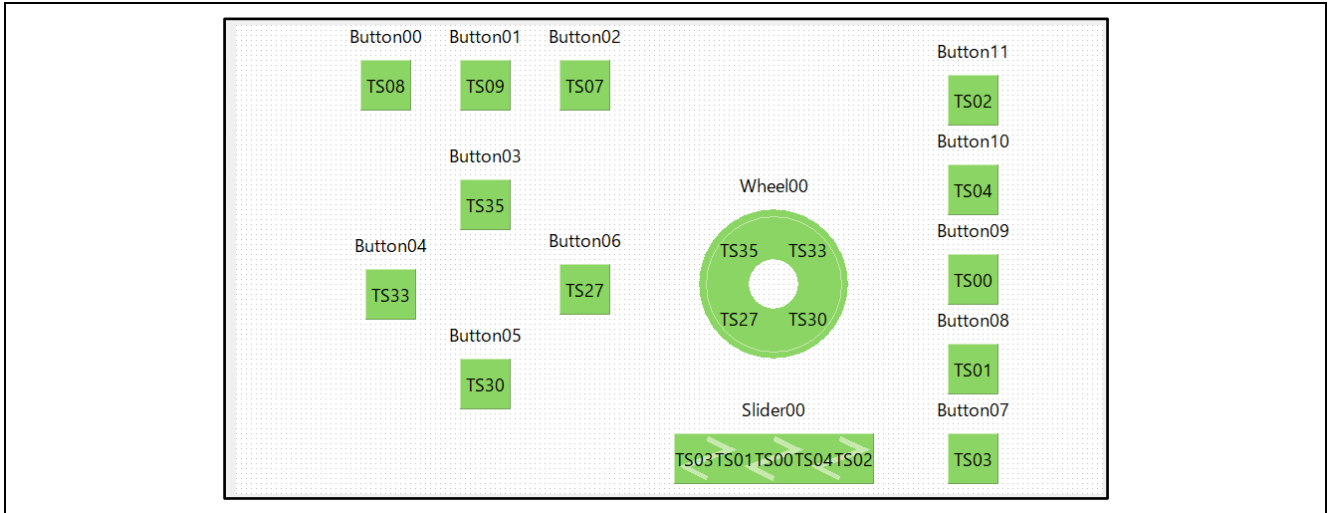 Button00 Button01 Button02
Button11
TS08 TS09 TS07
TS02
Button10
Button03
Wheel00
TS04
TS35
Button09
Button04
Button06
TS35 TS33
TS00
TS33
TS27
TS27 TS30
Button08
Button05
TS01
TS30
Slider00
Button07
TS03TS01TS00TS04TS02
TS03